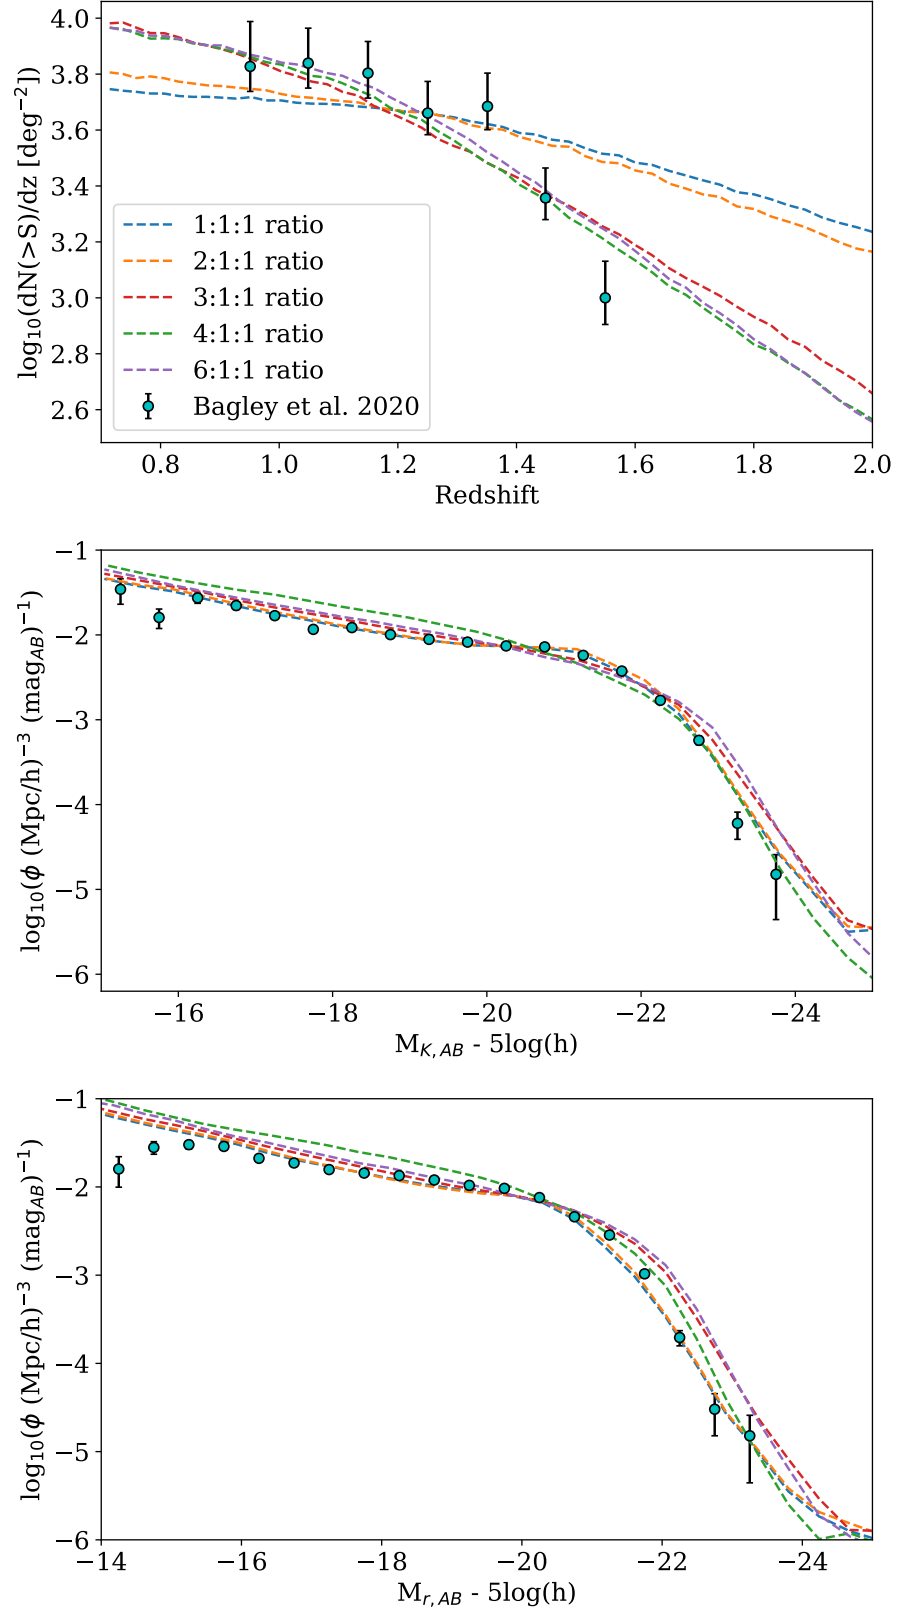 log₁₀(dN(>S)/dz [deg⁻²])
4.0
3.8
3.6
3.4
3.2
3.0
2.8
2.6
1:1:1 ratio
2:1:1 ratio
3:1:1 ratio
4:1:1 ratio
6:1:1 ratio
Bagley et al. 2020
0.8 1.0 1.2 1.4 1.6 1.8 2.0
Redshift
log₁₀(ϕ (Mpc/h)⁻³ (mag_AB)⁻¹)
−1
−2
−3
−4
−5
−6
−16 −18 −20 −22 −24
M_K,AB - 5log(h)
log₁₀(ϕ (Mpc/h)⁻³ (mag_AB)⁻¹)
−1
−2
−3
−4
−5
−6
−14 −16 −18 −20 −22 −24
M_r,AB - 5log(h)